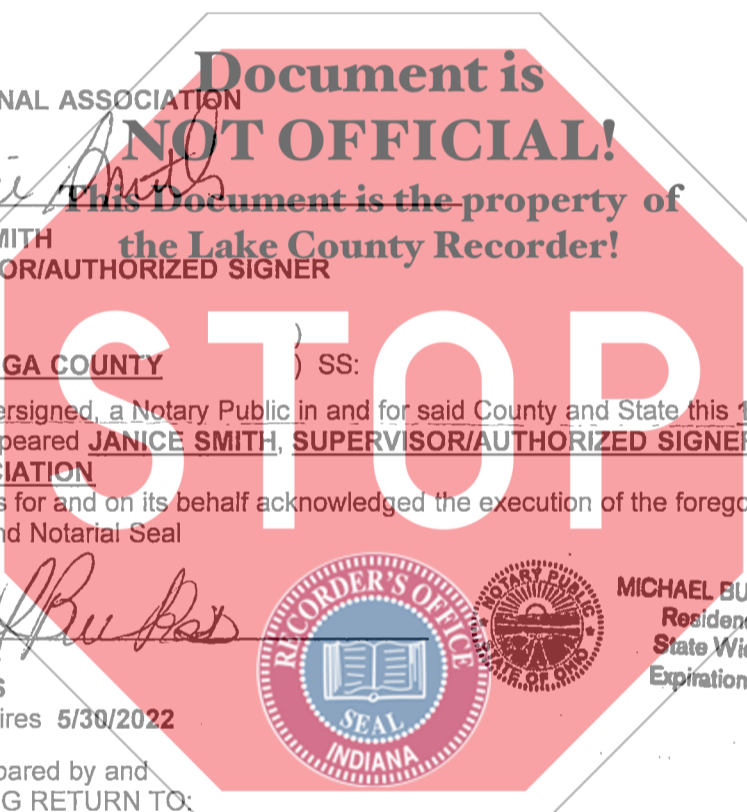 Document is
NOT OFFICIAL!
This Document is the property of
the Lake County Recorder!
NAL ASSOCIATION
Smith
MITH
OR/AUTHORIZED SIGNER
STOP
)
GA COUNTY ) SS:
ersigned, a Notary Public in and for said County and State this 1
peared JANICE SMITH, SUPERVISOR/AUTHORIZED SIGNER
CIATION
s for and on its behalf acknowledged the execution of the forego
nd Notarial Seal
RECORDER'S OFFICE
SEAL
INDIANA
NOTARY PUBLIC
STATE OF OHIO
MICHAEL BU
Residen
State Wi
Expiration
S
ires 5/30/2022
pared by and
G RETURN TO: